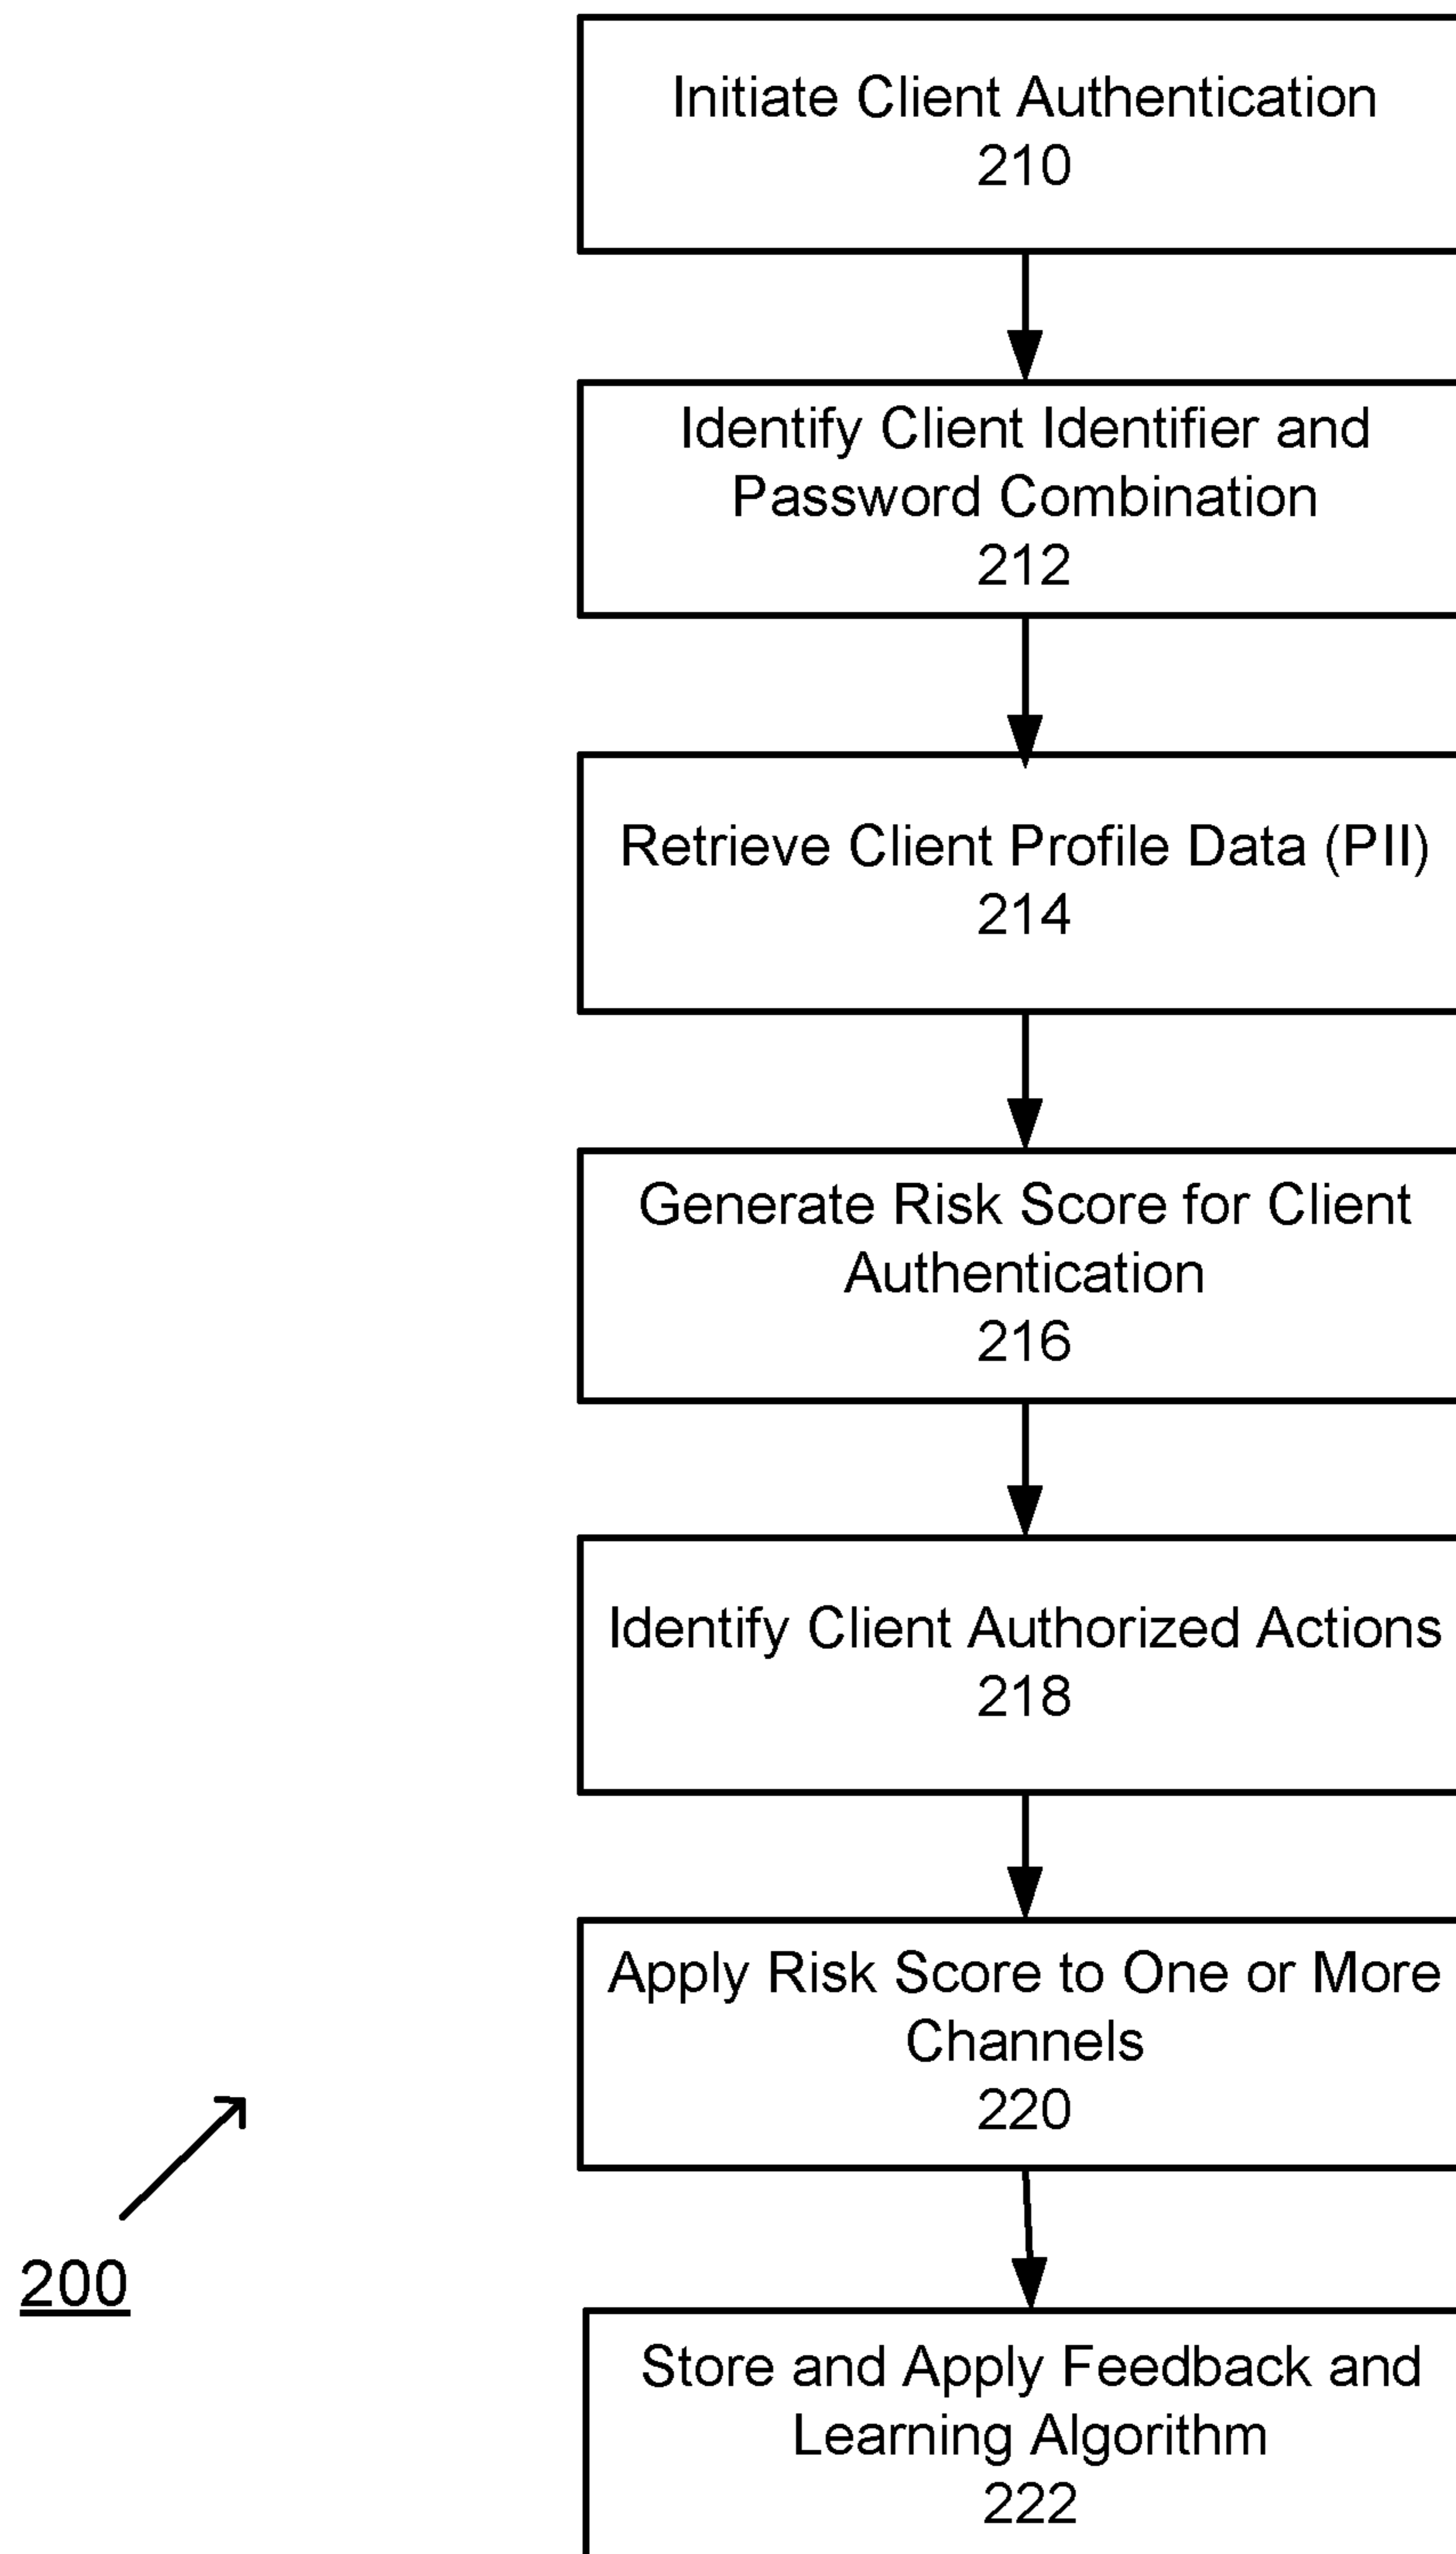 Initiate Client Authentication
210
Identify Client Identifier and
Password Combination
212
Retrieve Client Profile Data (PII)
214
Generate Risk Score for Client
Authentication
216
Identify Client Authorized Actions
218
Apply Risk Score to One or More
Channels
220
200
Store and Apply Feedback and
Learning Algorithm
222